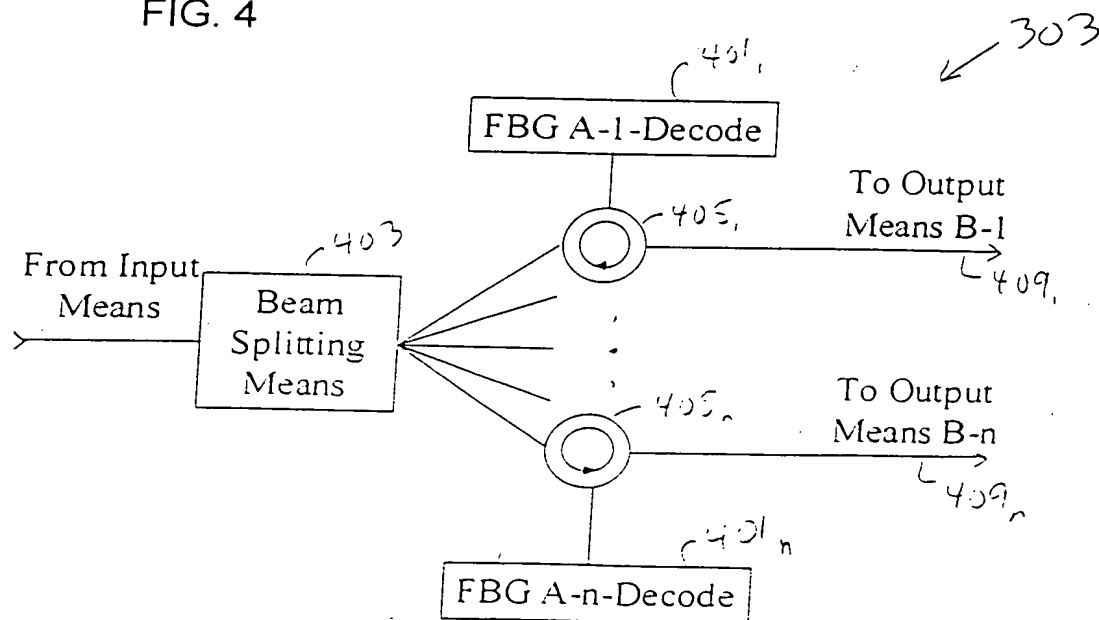 FIG. 4
303
401₁
FBG A-1-Decode
405₁
To Output
Means B-1
409₁
403
From Input
Means
Beam
Splitting
Means
405ₙ
To Output
Means B-n
409ₙ
401ₙ
FBG A-n-Decode